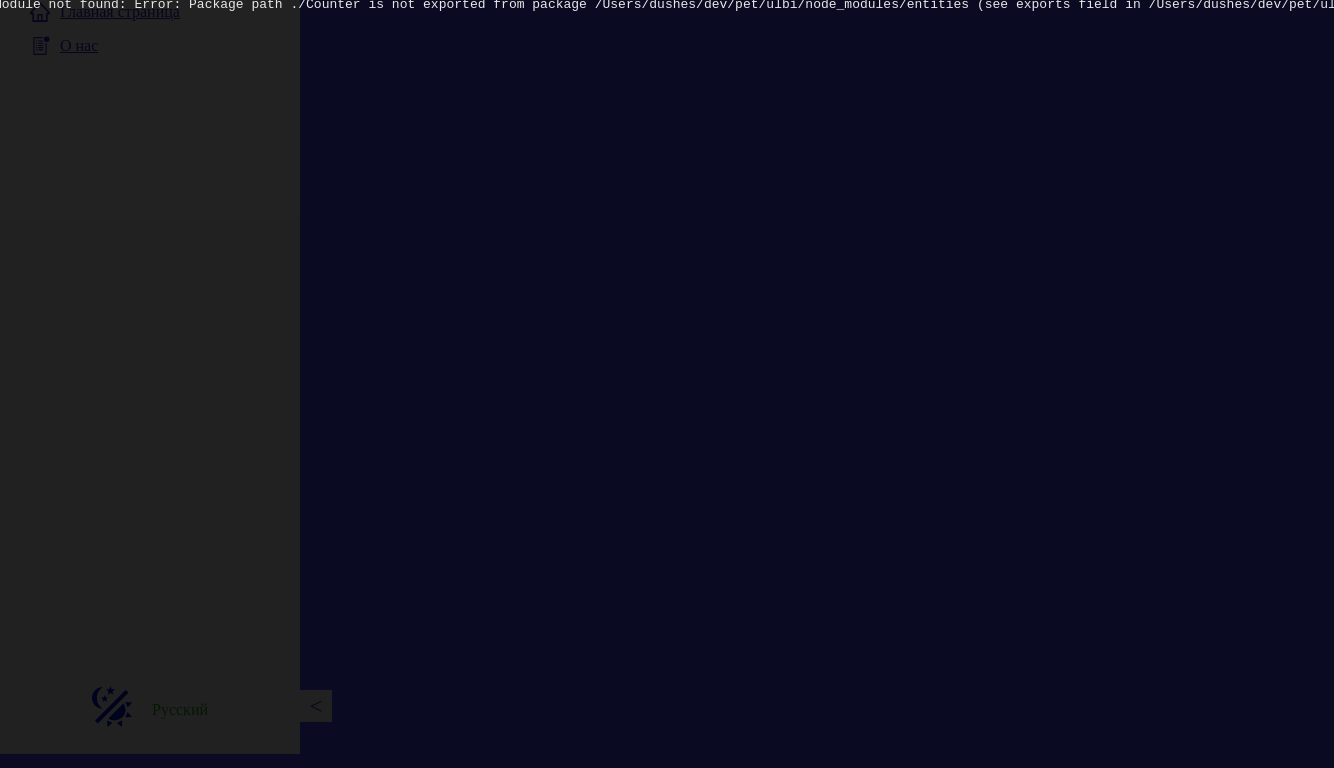 Module not found: Error: Package path ./Counter is not exported from package /Users/dushes/dev/pet/ulbi/node_modules/entities (see exports field in /Users/dushes/dev/pet/ul
Главная страница
О нас
Русский
<